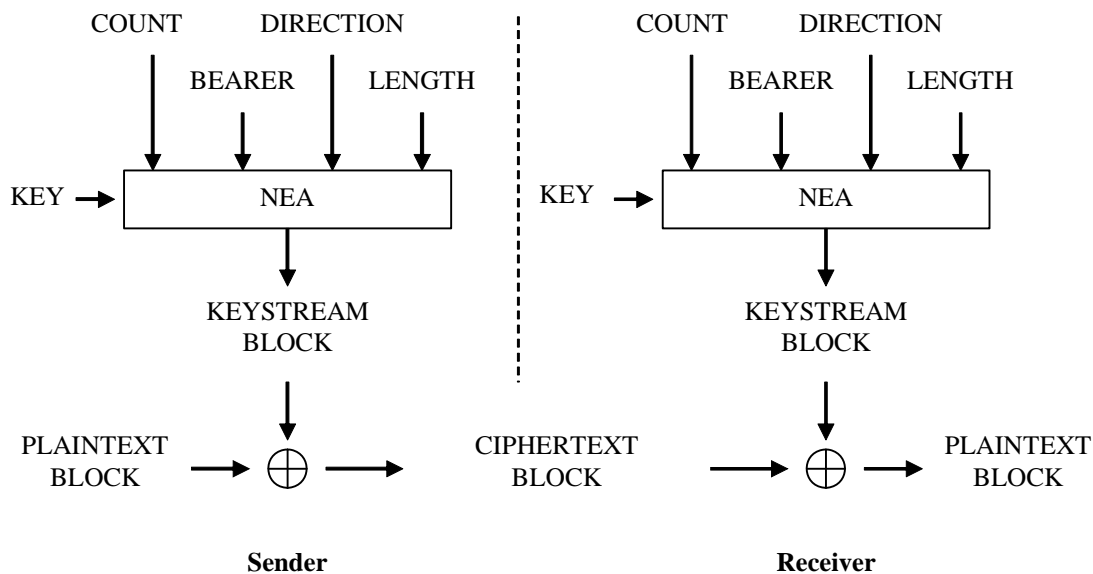 COUNT
DIRECTION
BEARER
LENGTH
KEY
NEA
KEYSTREAM
BLOCK
PLAINTEXT
BLOCK
CIPHERTEXT
BLOCK
Sender
COUNT
DIRECTION
BEARER
LENGTH
KEY
NEA
KEYSTREAM
BLOCK
PLAINTEXT
BLOCK
Receiver